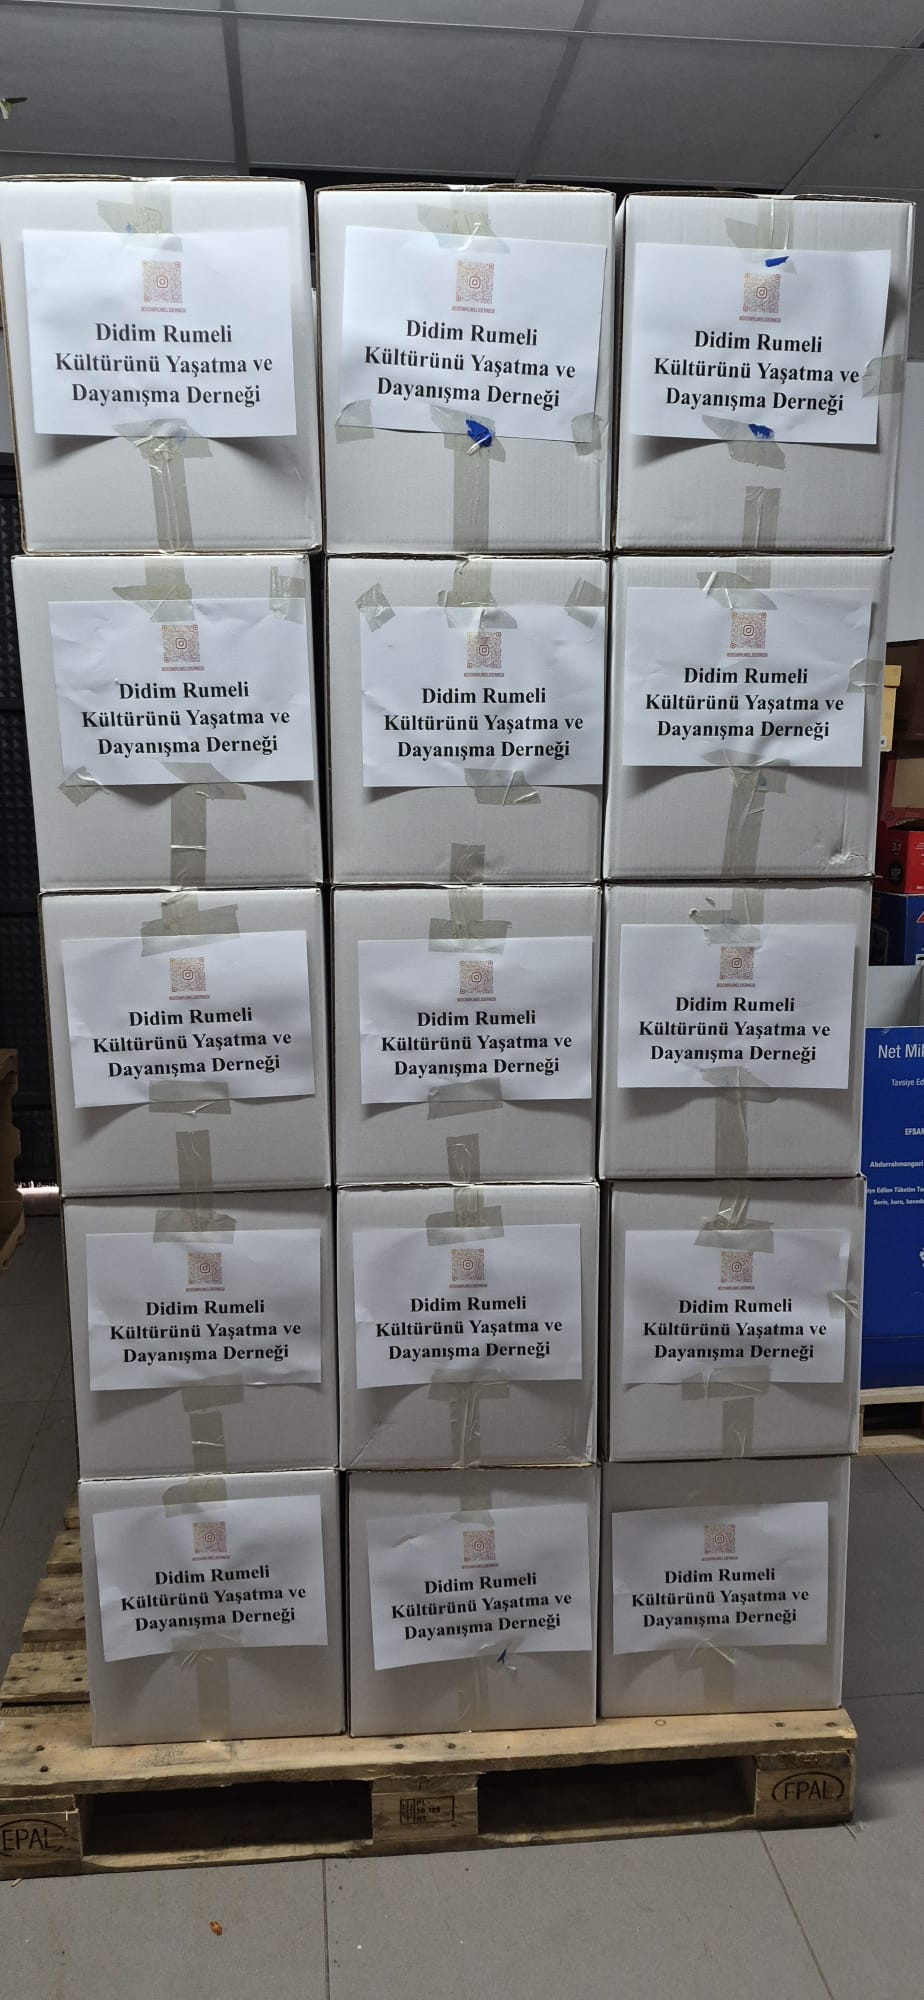 Didim Rumeli
Kültürünü Yaşatma ve
Dayanışma Derneği
Didim Rumeli
Kültürünü Yaşatma ve
Dayanışma Derneği
Didim Rumeli
Kültürünü Yaşatma ve
Dayanışma Derneği
Didim Rumeli
Kültürünü Yaşatma ve
Dayanışma Derneği
Didim Rumeli
Kültürünü Yaşatma ve
Dayanışma Derneği
Didim Rumeli
Kültürünü Yaşatma ve
Dayanışma Derneği
Didim Rumeli
Kültürünü Yaşatma ve
Dayanışma Derneği
Didim Rumeli
Kültürünü Yaşatma ve
Dayanışma Derneği
Didim Rumeli
Kültürünü Yaşatma ve
Dayanışma Derneği
Net
Abdurrahmangazi
Didim Rumeli
Kültürünü Yaşatma ve
Dayanışma Derneği
Didim Rumeli
Kültürünü Yaşatma ve
Dayanışma Derneği
Didim Rumeli
Kültürünü Yaşatma ve
Dayanışma Derneği
Didim Rumeli
Kültürünü Yaşatma ve
Dayanışma Derneği
Didim Rumeli
Kültürünü Yaşatma ve
Dayanışma Derneği
Didim Rumeli
Kültürünü Yaşatma ve
Dayanışma Derneği
EPAL
EPAL